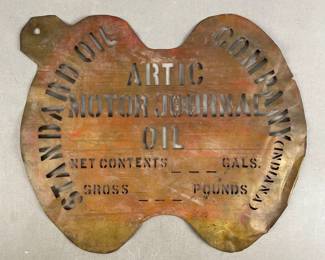 STANDARD OIL COMPANY (INDIANA)
ARTIC
MOTOR JOURNAL
OIL
NET CONTENTS _ _ _ GALS.
GROSS _ _ _ POUNDS